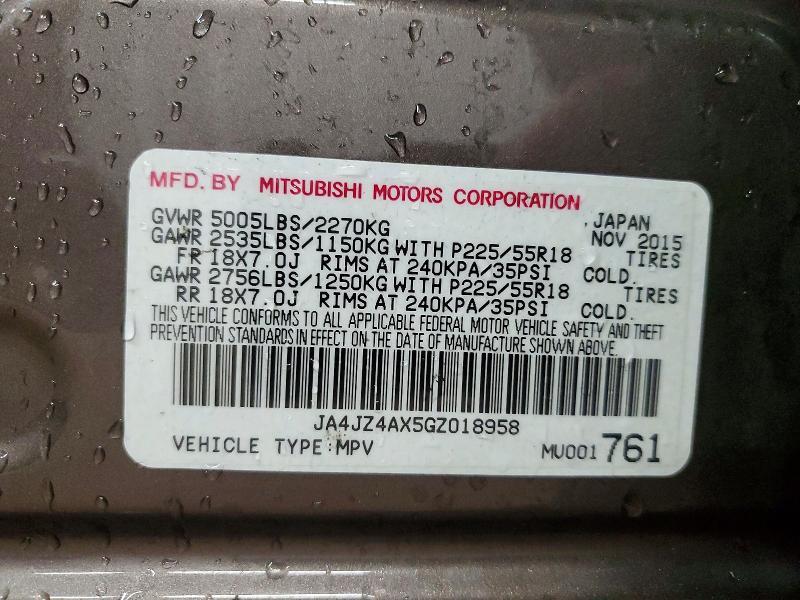 MFD. BY MITSUBISHI MOTORS CORPORATION
GVWR 5005LBS/2270KG , JAPAN
GAWR 2535LBS/1150KG WITH P225/55R18 NOV 2015
FR 18X7.0J RIMS AT 240KPA/35PSI COLD. TIRES
GAWR 2756LBS/1250KG WITH P225/55R18 TIRES
RR 18X7.0J RIMS AT 240KPA/35PSI COLD.
THIS VEHICLE CONFORMS TO ALL APPLICABLE FEDERAL MOTOR VEHICLE SAFETY AND THEFT
PREVENTION STANDARDS IN EFFECT ON THE DATE OF MANUFACTURE SHOWN ABOVE.
JA4JZ4AX5GZ018958
VEHICLE TYPE:MPV MU001 761